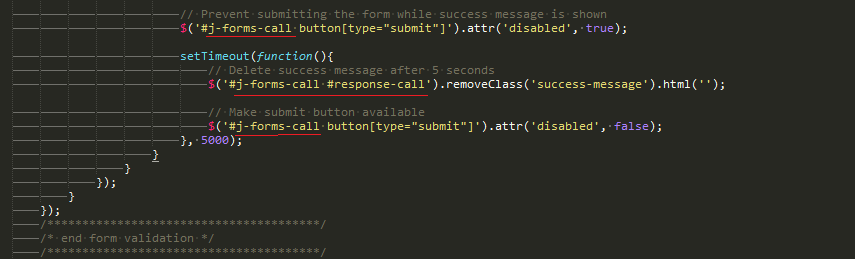 // Prevent submitting the form while success message is shown
$('#j-forms-call button[type="submit"]').attr('disabled', true);
setTimeout(function(){
// Delete success message after 5 seconds
$('#j-forms-call #response-call').removeClass('success-message').html('');
// Make submit button available
$('#j-forms-call button[type="submit"]').attr('disabled', false);
}, 5000);
}
}
});
}
});
/***************************************/
/* end form validation */
/***************************************/